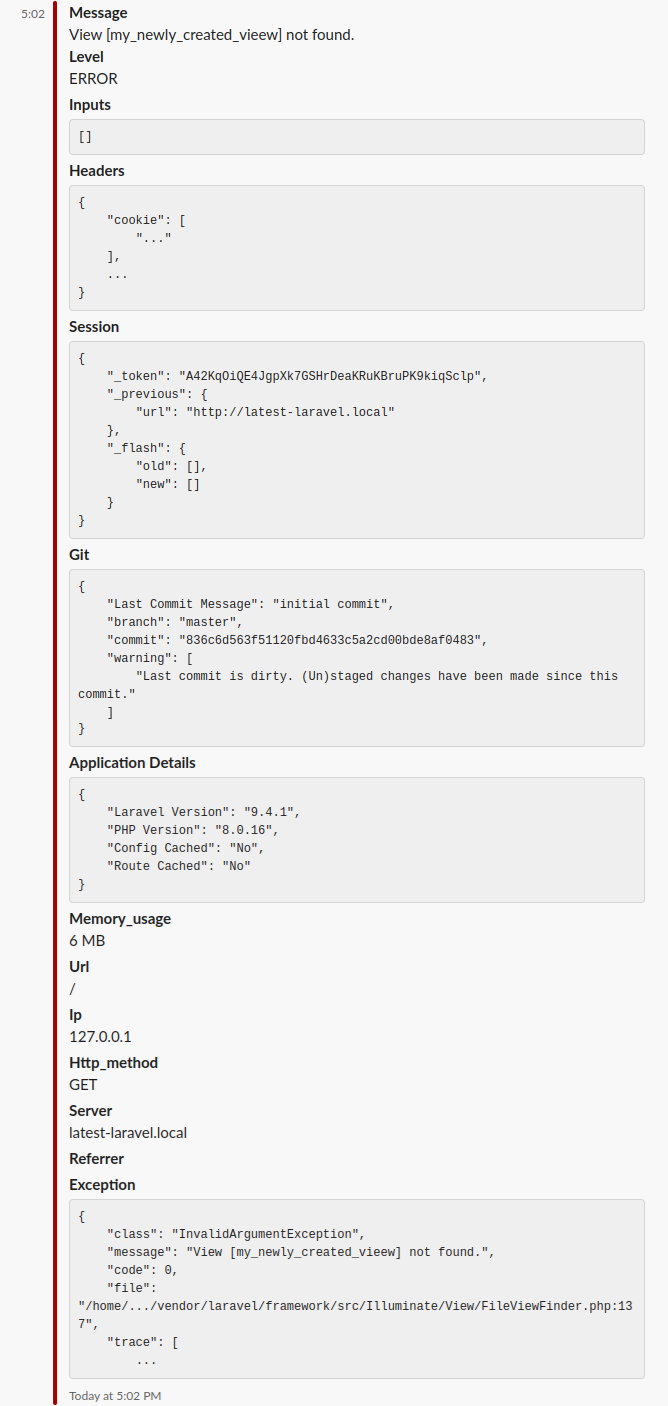 5:02
Message
View [my_newly_created_vieew] not found.
Level
ERROR
Inputs
[]
Headers
{
    "cookie": [
        "..."
    ],
    ...
}
Session
{
    "_token": "A42KqOiQE4JgpXk7GSHrDeaKRuKBruPK9kiqSclp",
    "_previous": {
        "url": "http://latest-laravel.local"
    },
    "_flash": {
        "old": [],
        "new": []
    }
}
Git
{
    "Last Commit Message": "initial commit",
    "branch": "master",
    "commit": "836c6d563f51120fbd4633c5a2cd00bde8af0483",
    "warning": [
        "Last commit is dirty. (Un)staged changes have been made since this
commit."
    ]
}
Application Details
{
    "Laravel Version": "9.4.1",
    "PHP Version": "8.0.16",
    "Config Cached": "No",
    "Route Cached": "No"
}
Memory_usage
6 MB
Url
/
Ip
127.0.0.1
Http_method
GET
Server
latest-laravel.local
Referrer
Exception
{
    "class": "InvalidArgumentException",
    "message": "View [my_newly_created_vieew] not found.",
    "code": 0,
    "file":
"/home/.../vendor/laravel/framework/src/Illuminate/View/FileViewFinder.php:13
7",
    "trace": [
        ...
Today at 5:02 PM